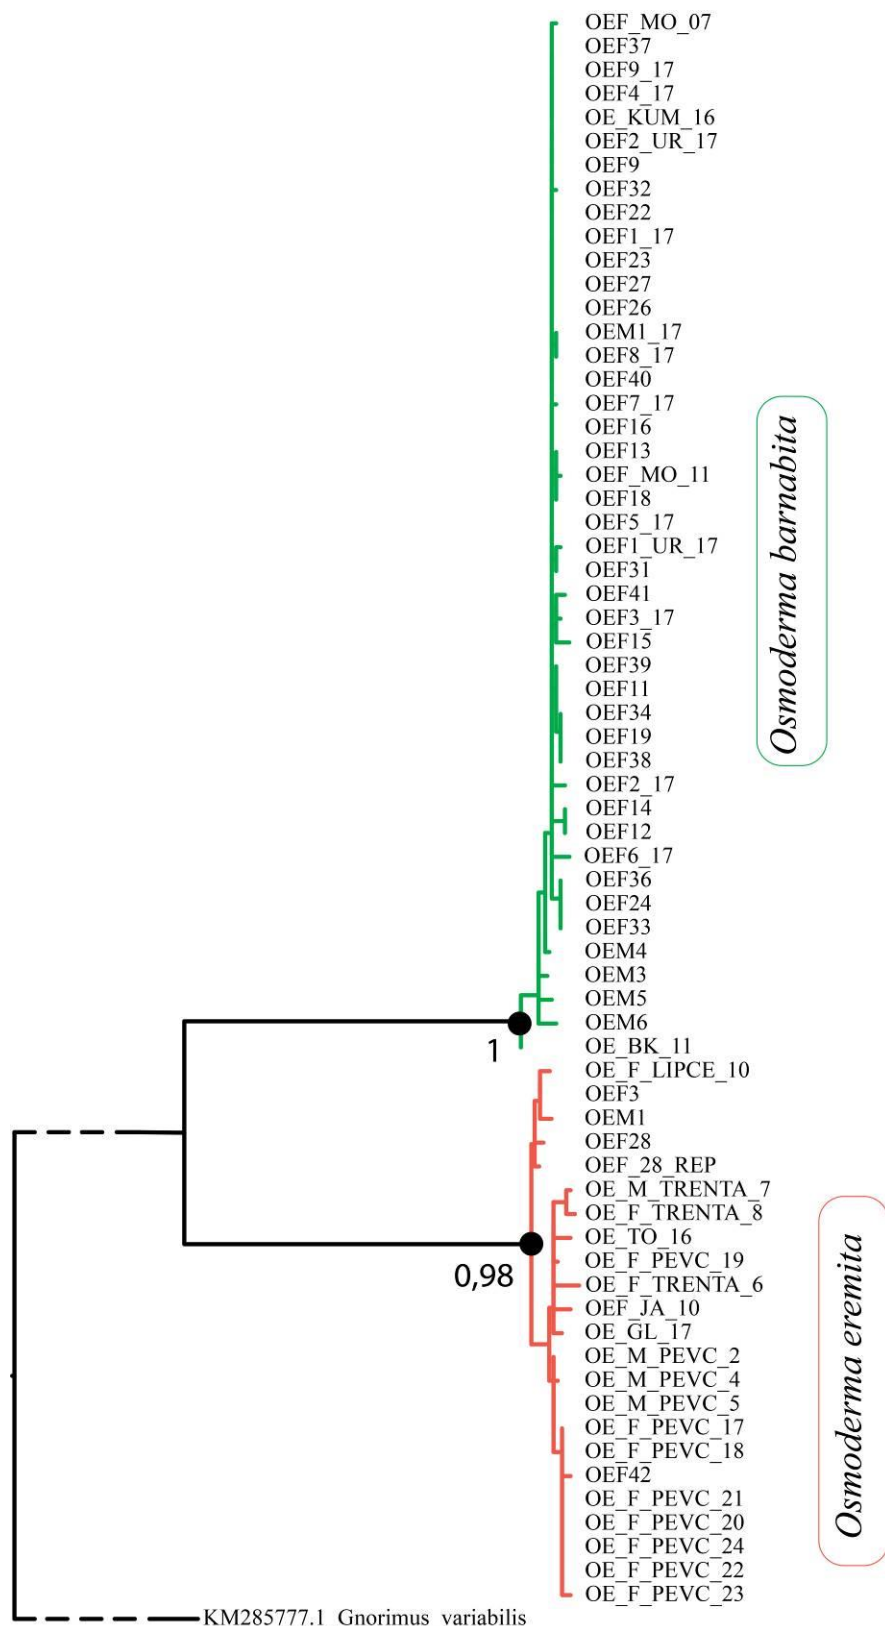 OEF_MO_07
OEF37
OEF9_17
OEF4_17
OE_KUM_16
OEF2_UR_17
OEF9
OEF32
OEF22
OEF1_17
OEF23
OEF27
OEF26
OEM1_17
OEF8_17
OEF40
OEF7_17
OEF16
OEF13
OEF_MO_11
OEF18
OEF5_17
OEF1_UR_17
OEF31
OEF41
OEF3_17
OEF15
OEF39
OEF11
OEF34
OEF19
OEF38
OEF2_17
OEF14
OEF12
OEF6_17
OEF36
OEF24
OEF33
OEM4
OEM3
OEM5
OEM6
OE_BK_11
Osmoderma barnabita
1
OE_F_LIPCE_10
OEF3
OEM1
OEF28
OEF_28_REP
OE_M_TRENTA_7
OE_F_TRENTA_8
OE_TO_16
OE_F_PEVC_19
OE_F_TRENTA_6
OEF_JA_10
OE_GL_17
OE_M_PEVC_2
OE_M_PEVC_4
OE_M_PEVC_5
OE_F_PEVC_17
OE_F_PEVC_18
OEF42
OE_F_PEVC_21
OE_F_PEVC_20
OE_F_PEVC_24
OE_F_PEVC_22
OE_F_PEVC_23
0,98
Osmoderma eremita
KM285777.1_Gnorimus_variabilis